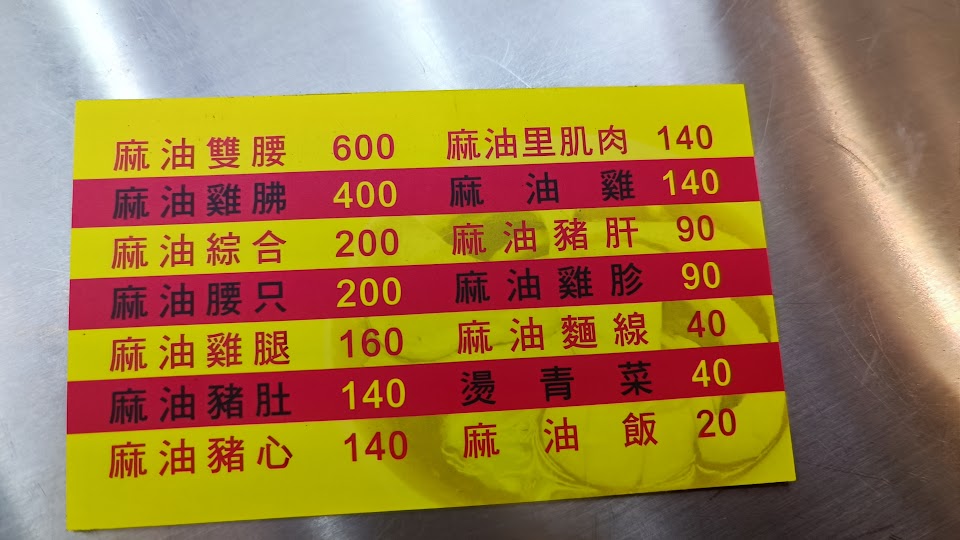 麻油雙腰 600 麻油里肌肉 140
麻油雞胇 400 麻油雞 140
麻油綜合 200 麻油豬肝 90
麻油腰只 200 麻油雞胗 90
麻油雞腿 160 麻油麵線 40
麻油豬肚 140 燙青菜 40
麻油豬心 140 麻油飯 20